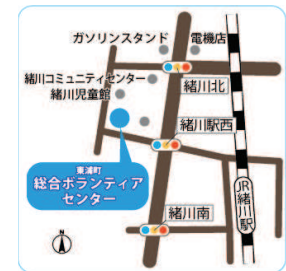 ガソリンスタンド
電機店
緒川コミュニティセンター
緒川児童館
緒川北
緒川駅西
東浦町
総合ボランティア
センター
緒川南
JR緒川駅
N